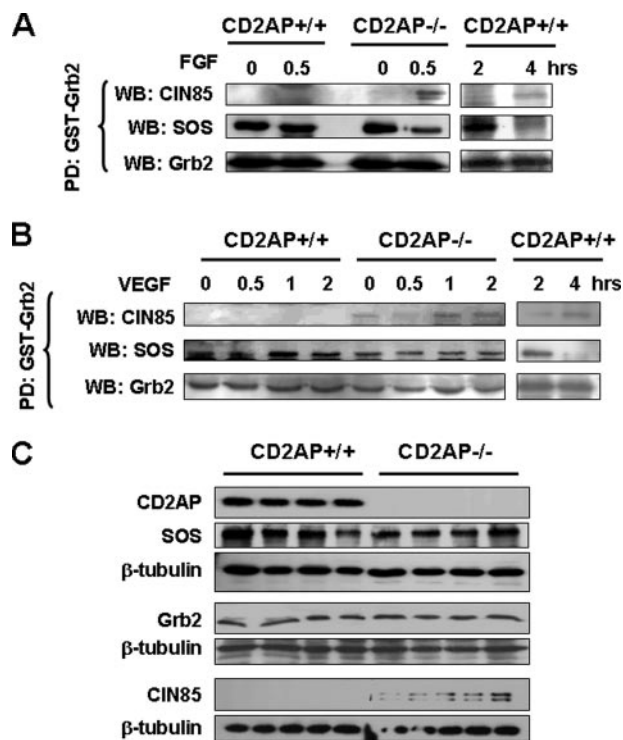 A
CD2AP+/+ CD2AP-/- CD2AP+/+
FGF 0 0.5 0 0.5 2 4 hrs
PD: GST-Grb2
WB: CIN85
WB: SOS
WB: Grb2
B
CD2AP+/+ CD2AP-/- CD2AP+/+
VEGF 0 0.5 1 2 0 0.5 1 2 2 4 hrs
PD: GST-Grb2
WB: CIN85
WB: SOS
WB: Grb2
C
CD2AP+/+ CD2AP-/-
CD2AP
SOS
β-tubulin
Grb2
β-tubulin
CIN85
β-tubulin